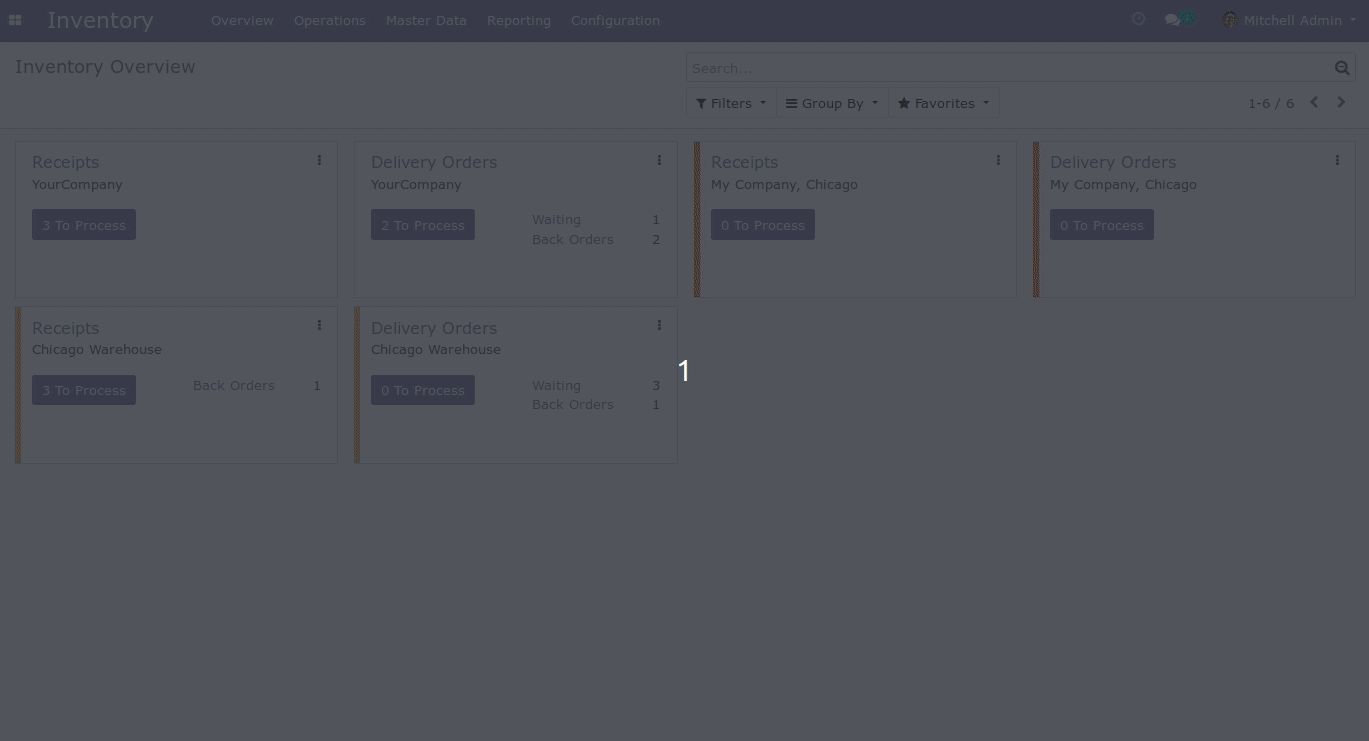 Inventory Overview Operations Master Data Reporting Configuration Mitchell Admin
Inventory Overview
Search...
Filters Group By Favorites 1-6 / 6
Receipts
YourCompany
3 To Process
Delivery Orders
YourCompany
2 To Process
Waiting 1
Back Orders 2
Receipts
My Company, Chicago
0 To Process
Delivery Orders
My Company, Chicago
0 To Process
Receipts
Chicago Warehouse
3 To Process
Back Orders 1
Delivery Orders
Chicago Warehouse
0 To Process
Waiting 3
Back Orders 1
1